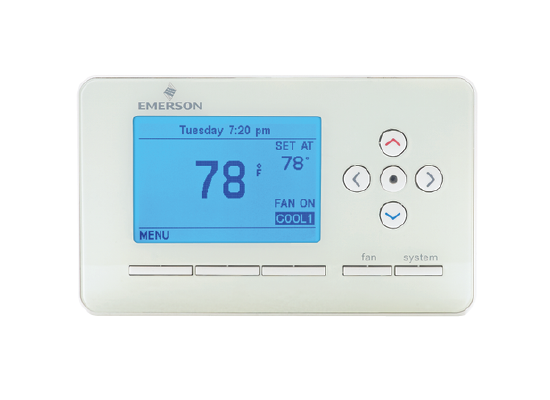 EMERSON
Tuesday 7:20 pm
SET AT
78°
78°F
FAN ON
COOL1
MENU
fan system